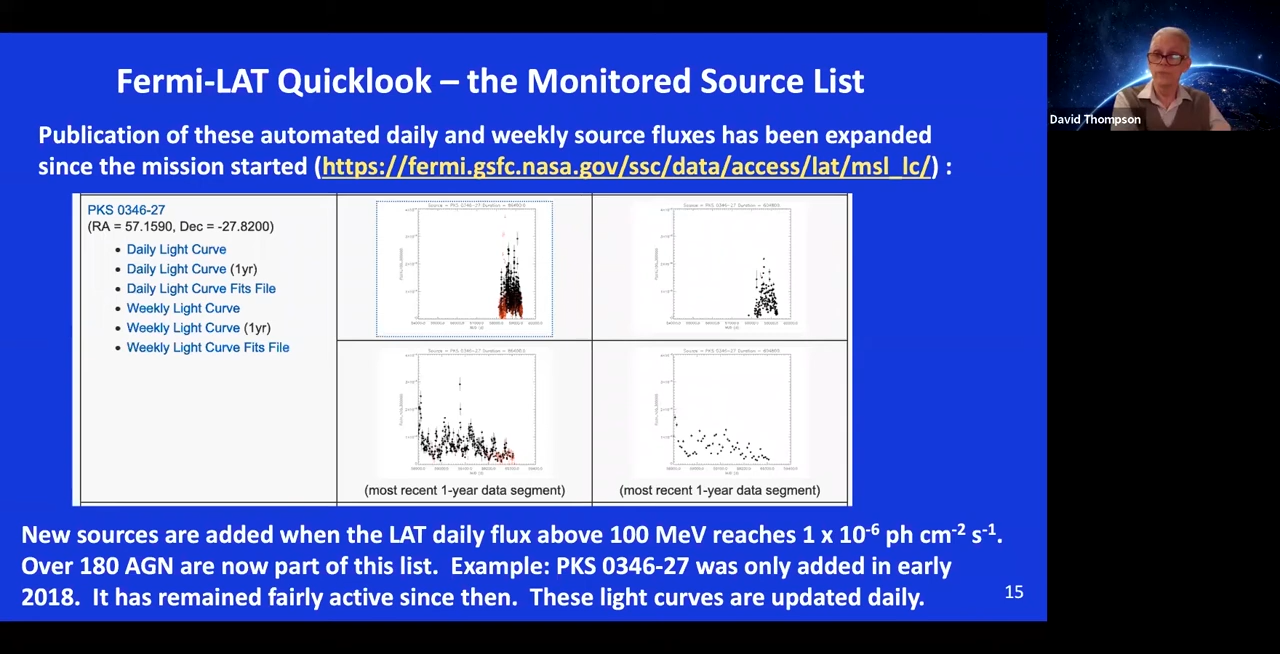 Fermi-LAT Quicklook – the Monitored Source List
David Thompson
Publication of these automated daily and weekly source fluxes has been expanded
since the mission started (https://fermi.gsfc.nasa.gov/ssc/data/access/lat/msl_lc/) :
PKS 0346-27
(RA = 57.1590, Dec = -27.8200)
• Daily Light Curve
• Daily Light Curve (1yr)
• Daily Light Curve Fits File
• Weekly Light Curve
• Weekly Light Curve (1yr)
• Weekly Light Curve Fits File
(most recent 1-year data segment)
(most recent 1-year data segment)
New sources are added when the LAT daily flux above 100 MeV reaches 1 x 10⁻⁶ ph cm⁻² s⁻¹.
Over 180 AGN are now part of this list. Example: PKS 0346-27 was only added in early
2018. It has remained fairly active since then. These light curves are updated daily.
15